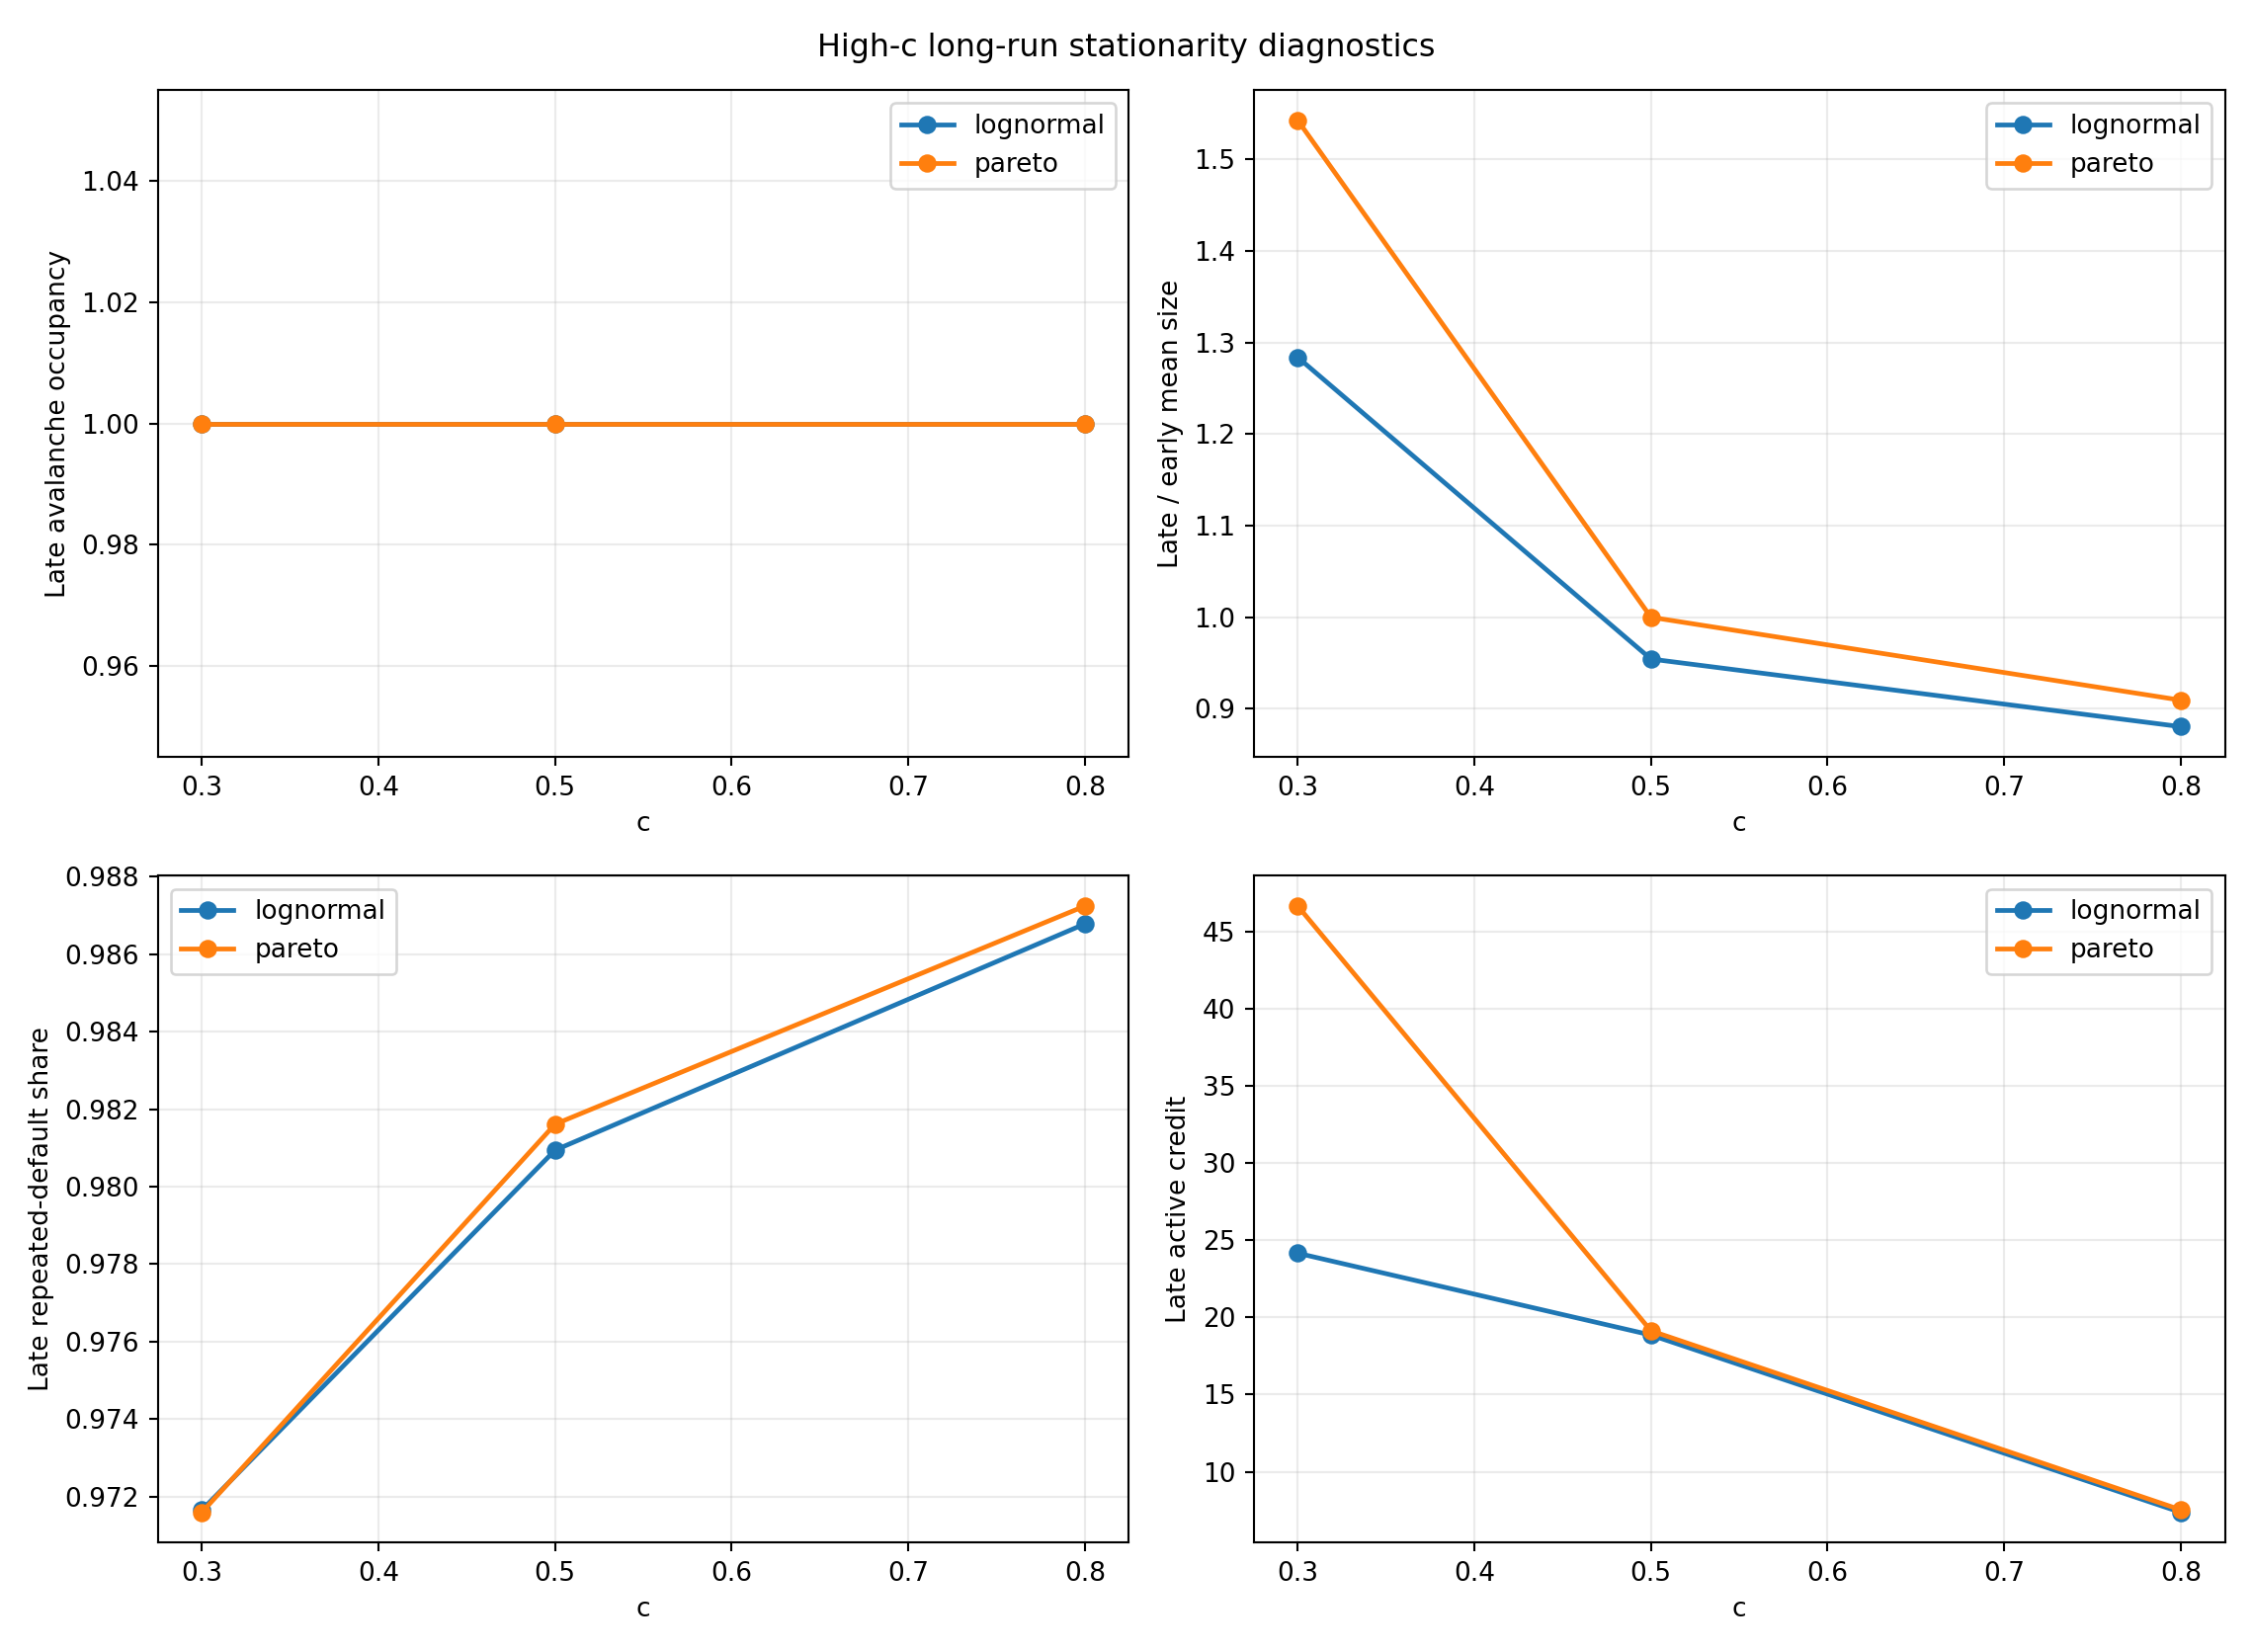 High-c long-run stationarity diagnostics
Late avalanche occupancy
1.04
1.02
1.00
0.98
0.96
lognormal
pareto
0.3 0.4 0.5 0.6 0.7 0.8
c
Late / early mean size
1.5
1.4
1.3
1.2
1.1
1.0
0.9
lognormal
pareto
0.3 0.4 0.5 0.6 0.7 0.8
c
Late repeated-default share
0.988
0.986
0.984
0.982
0.980
0.978
0.976
0.974
0.972
lognormal
pareto
0.3 0.4 0.5 0.6 0.7 0.8
c
Late active credit
45
40
35
30
25
20
15
10
lognormal
pareto
0.3 0.4 0.5 0.6 0.7 0.8
c